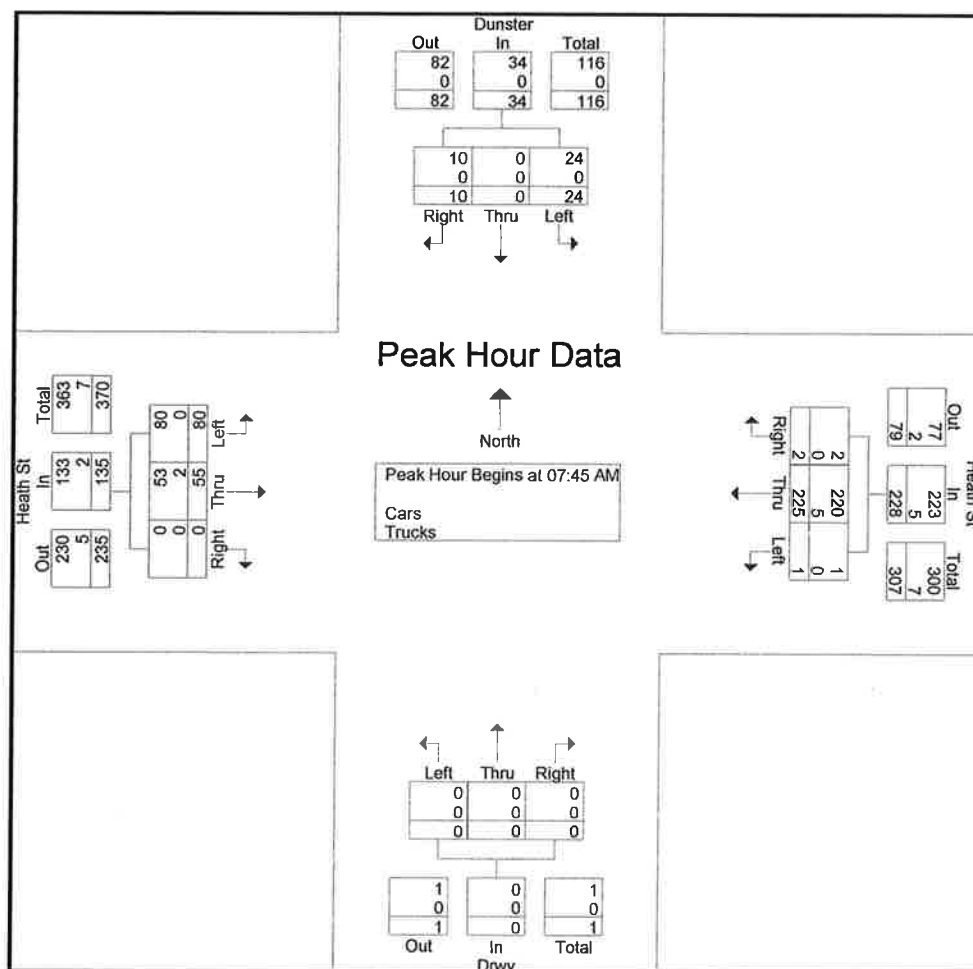 Dunster
Out In Total
82 34 116
0 0 0
82 34 116
10 0 24
0 0 0
10 0 24
Right Thru Left
Peak Hour Data
North
Peak Hour Begins at 07:45 AM
Cars
Trucks
Heath St
Total In Out
363 133 230
7 2 5
370 135 235
80 53 0
0 2 0
80 55 0
Left Thru Right
Heath St
Out In Total
77 223 300
2 5 7
79 228 307
2 220 1
0 5 0
2 225 1
Right Thru Left
Left Thru Right
0 0 0
0 0 0
0 0 0
1 0 1
0 0 0
1 0 1
Out In Total
Drwy